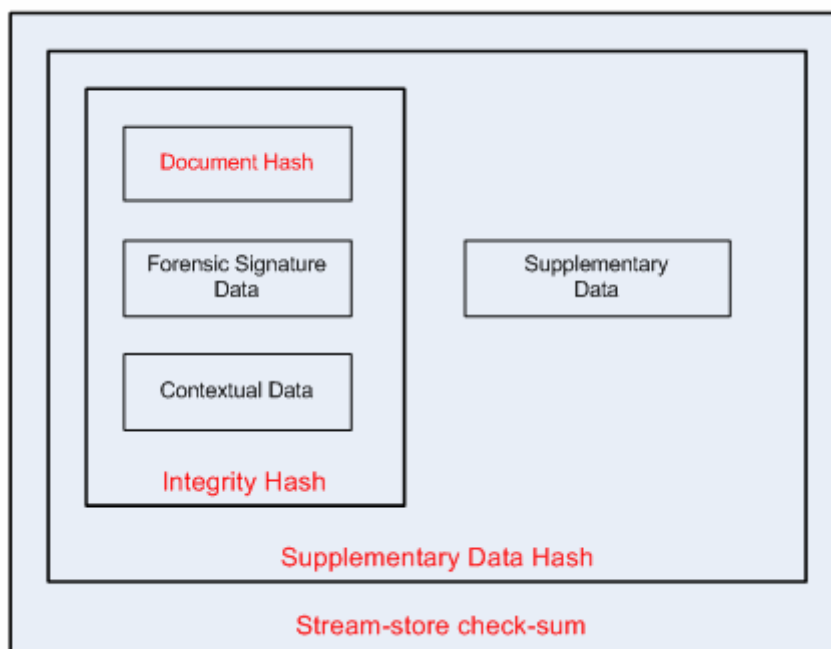 Document Hash
Forensic Signature
Data
Supplementary
Data
Contextual Data
Integrity Hash
Supplementary Data Hash
Stream-store check-sum